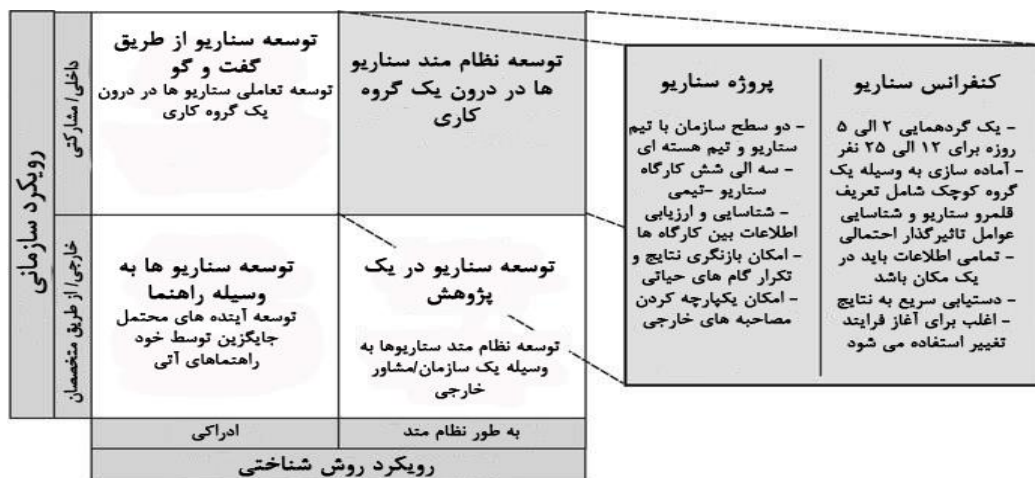 توسعه سناریو از طریق
گفت و گو
توسعه تعاملی ستاریو ها در درون
یک گروه کاری
توسعه نظام مند سناریو
ها در درون یک گروه
کاری
توسعه سناریو ها به
وسیله راهنما
توسعه آینده های محتمل
جایگزین توسط خود
راهنماهای آتی
توسعه سناریو در یک
پژوهش
توسعه نظام مند ستاریوها به
وسیله یک سازمان/مشاور
خارجی
رویکرد سازمانی
داخلی/ مشارکتی
خارجی/ از طریق متخصصان
ادراکی
به طور نظام مند
رویکرد روش شناختی
پروژه سناریو
- دو سطح سازمان با تیم
ستاریو و تیم هسته ای
- سه الی شش کارگاه
ستاریو -تیمی
- شناسایی و ارزیابی
اطلاعات بین کارگاه ها
- امکان بازنگری نتایج و
تکرار گام های حیاتی
- امکان یکپارچه کردن
مصاحبه های خارجی
کنفرانس سناریو
- یک گردهمایی ۲ الی ۵
روزه برای ۱۲ الی ۲۵ نفر
- آماده سازی به وسیله یک
گروه کوچک شامل تعریف
قلمرو ستاریو و شناسایی
عوامل تاثیرگذار احتمالی
- تمامی اطلاعات باید در
یک مکان باشد
- دستیابی سریع به نتایج
- اغلب برای آغاز فرایند
تغییر استفاده می شود